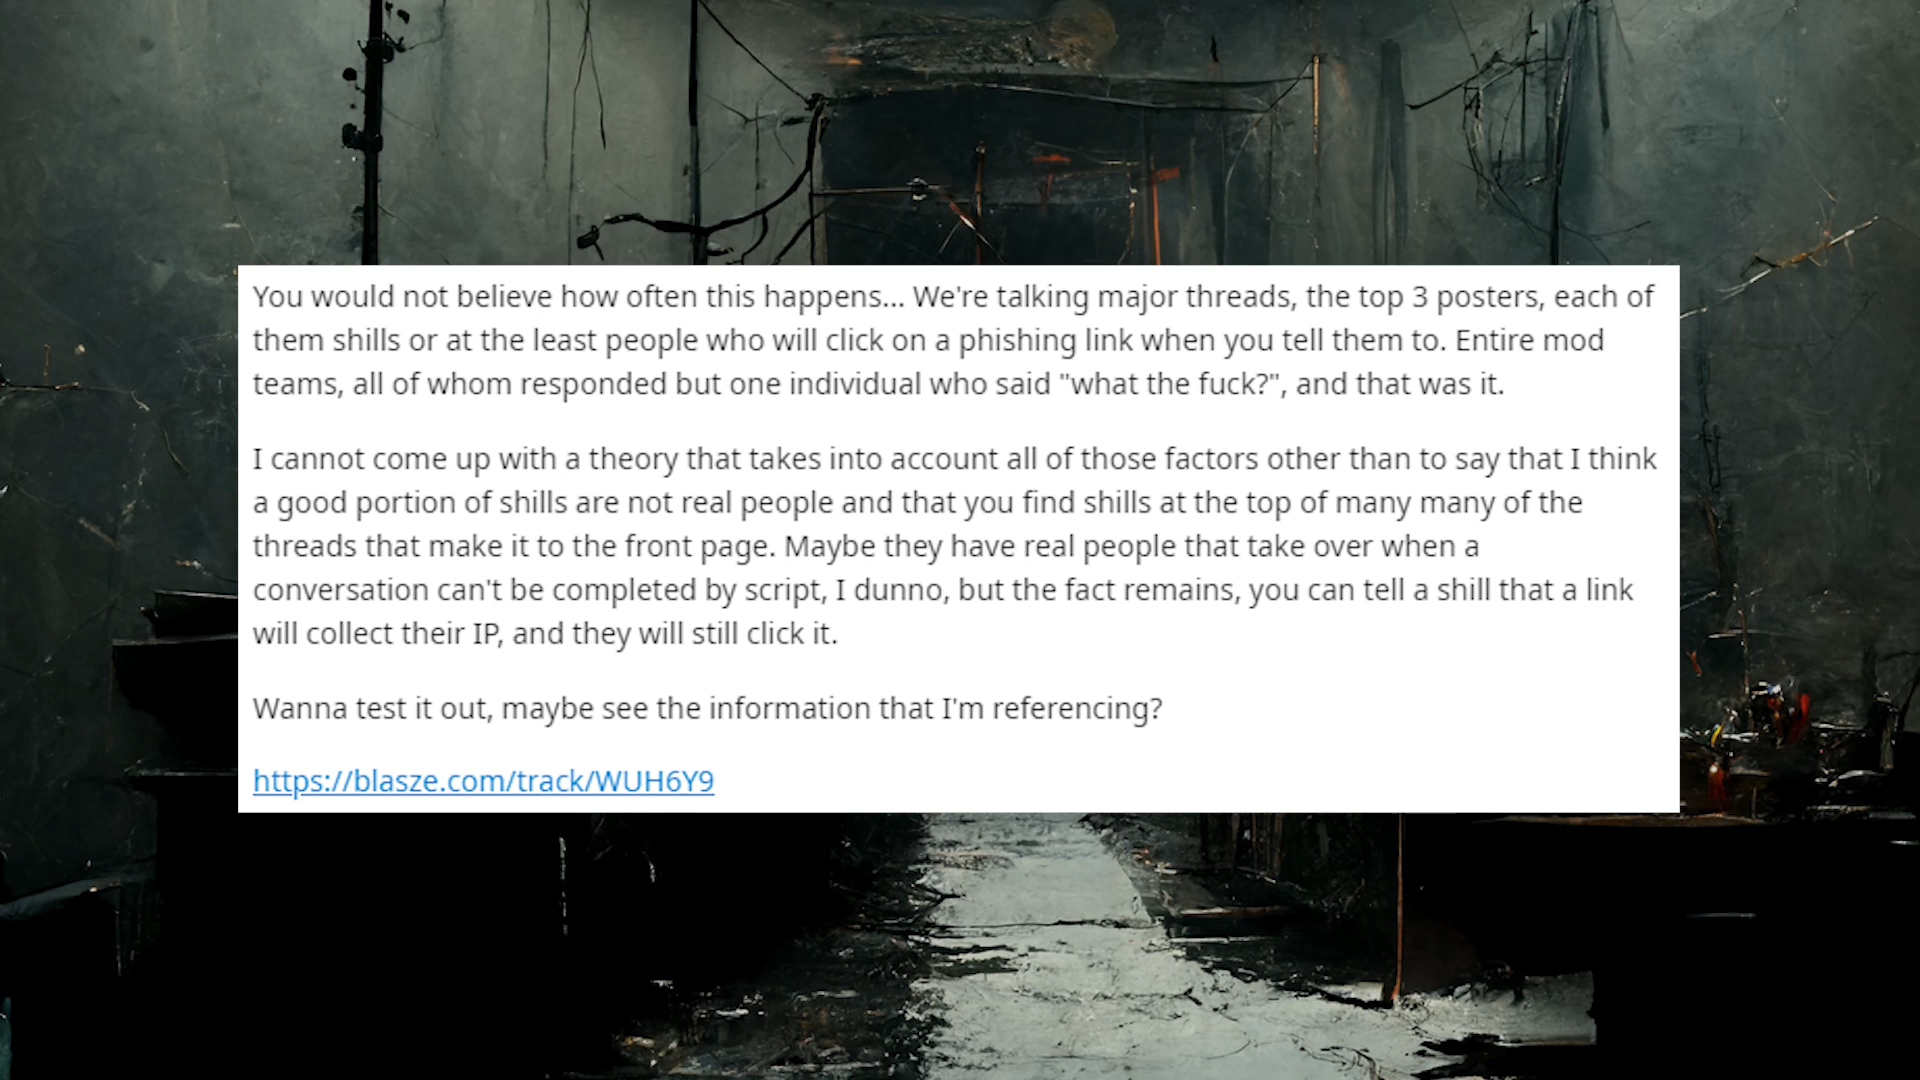 You would not believe how often this happens... We're talking major threads, the top 3 posters, each of
them shills or at the least people who will click on a phishing link when you tell them to. Entire mod
teams, all of whom responded but one individual who said "what the fuck?", and that was it.
I cannot come up with a theory that takes into account all of those factors other than to say that I think
a good portion of shills are not real people and that you find shills at the top of many many of the
threads that make it to the front page. Maybe they have real people that take over when a
conversation can't be completed by script, I dunno, but the fact remains, you can tell a shill that a link
will collect their IP, and they will still click it.
Wanna test it out, maybe see the information that I'm referencing?
https://blasze.com/track/WUH6Y9